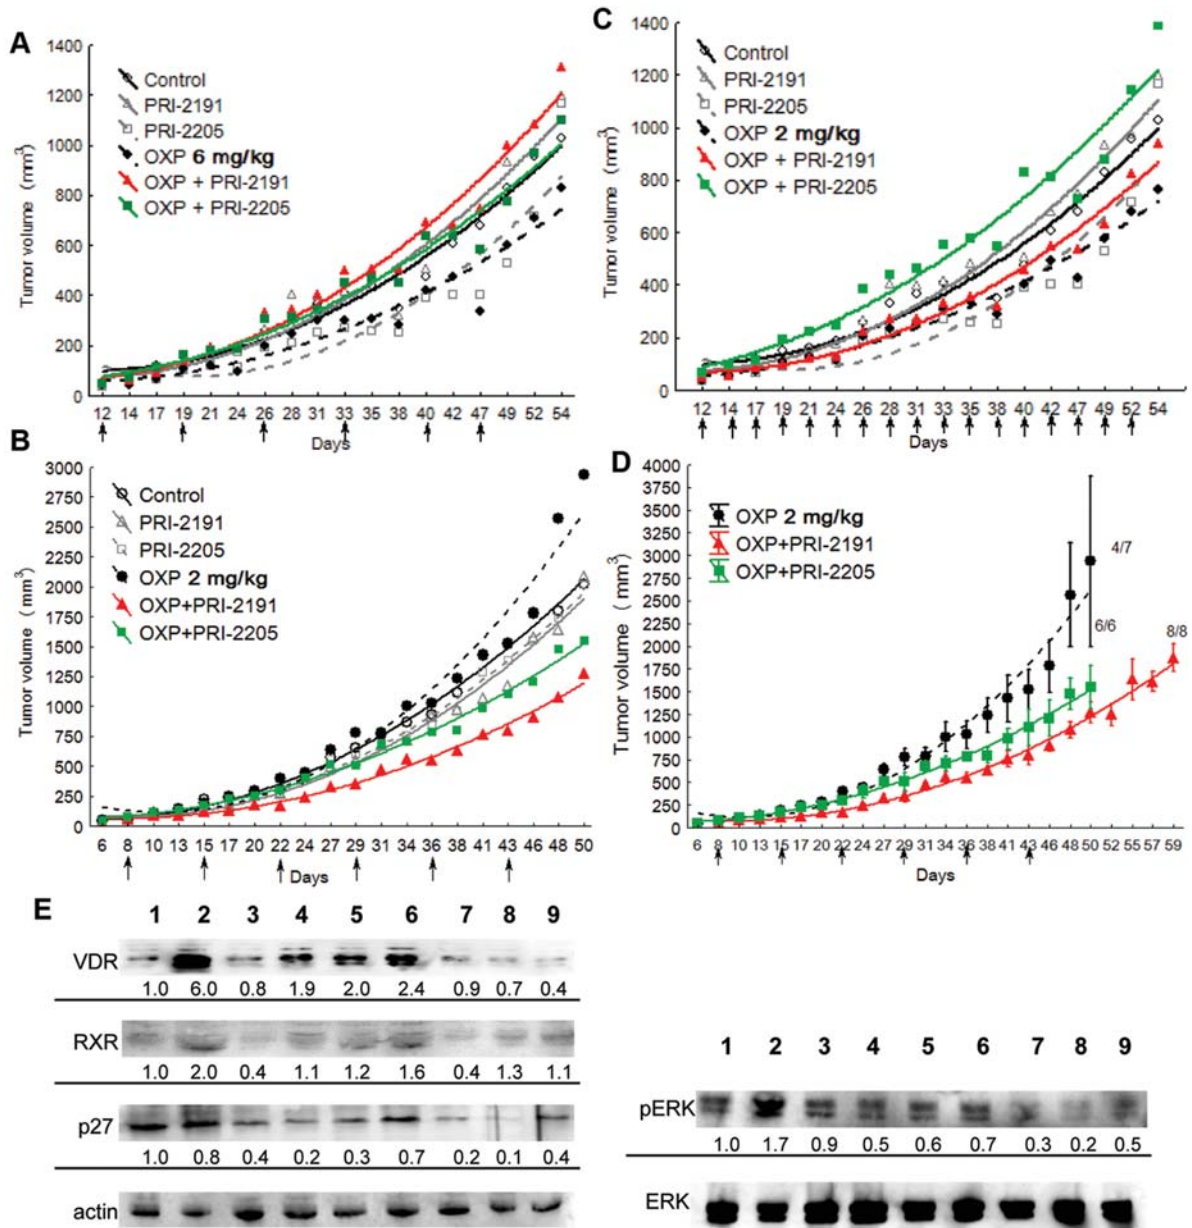 A
Tumor volume (mm³)
1400
1200
1000
800
600
400
200
0
Control
PRI-2191
PRI-2205
OXP 6 mg/kg
OXP + PRI-2191
OXP + PRI-2205
12 14 17 19 21 24 26 28 31 33 35 38 40 42 47 49 52 54
Days
C
Tumor volume (mm³)
1400
1200
1000
800
600
400
200
0
Control
PRI-2191
PRI-2205
OXP 2 mg/kg
OXP + PRI-2191
OXP + PRI-2205
12 14 17 19 21 24 26 28 31 33 35 38 40 42 47 49 52 54
Days
B
Tumor volume (mm³)
3000
2750
2500
2250
2000
1750
1500
1250
1000
750
500
250
0
Control
PRI-2191
PRI-2205
OXP 2 mg/kg
OXP+PRI-2191
OXP+PRI-2205
6 8 10 13 15 17 20 22 24 27 29 31 34 36 38 41 43 46 48 50
Days
D
Tumor volume (mm³)
4000
3750
3500
3250
3000
2750
2500
2250
2000
1750
1500
1250
1000
750
500
250
0
OXP 2 mg/kg
OXP+PRI-2191
OXP+PRI-2205
4/7
6/6
8/8
6 8 10 13 15 17 20 22 24 27 29 31 34 36 38 41 43 46 48 50 52 55 57 59
Days
E
1 2 3 4 5 6 7 8 9
VDR
1.0 6.0 0.8 1.9 2.0 2.4 0.9 0.7 0.4
RXR
1.0 2.0 0.4 1.1 1.2 1.6 0.4 1.3 1.1
p27
1.0 0.8 0.4 0.2 0.3 0.7 0.2 0.1 0.4
actin
1 2 3 4 5 6 7 8 9
pERK
1.0 1.7 0.9 0.5 0.6 0.7 0.3 0.2 0.5
ERK